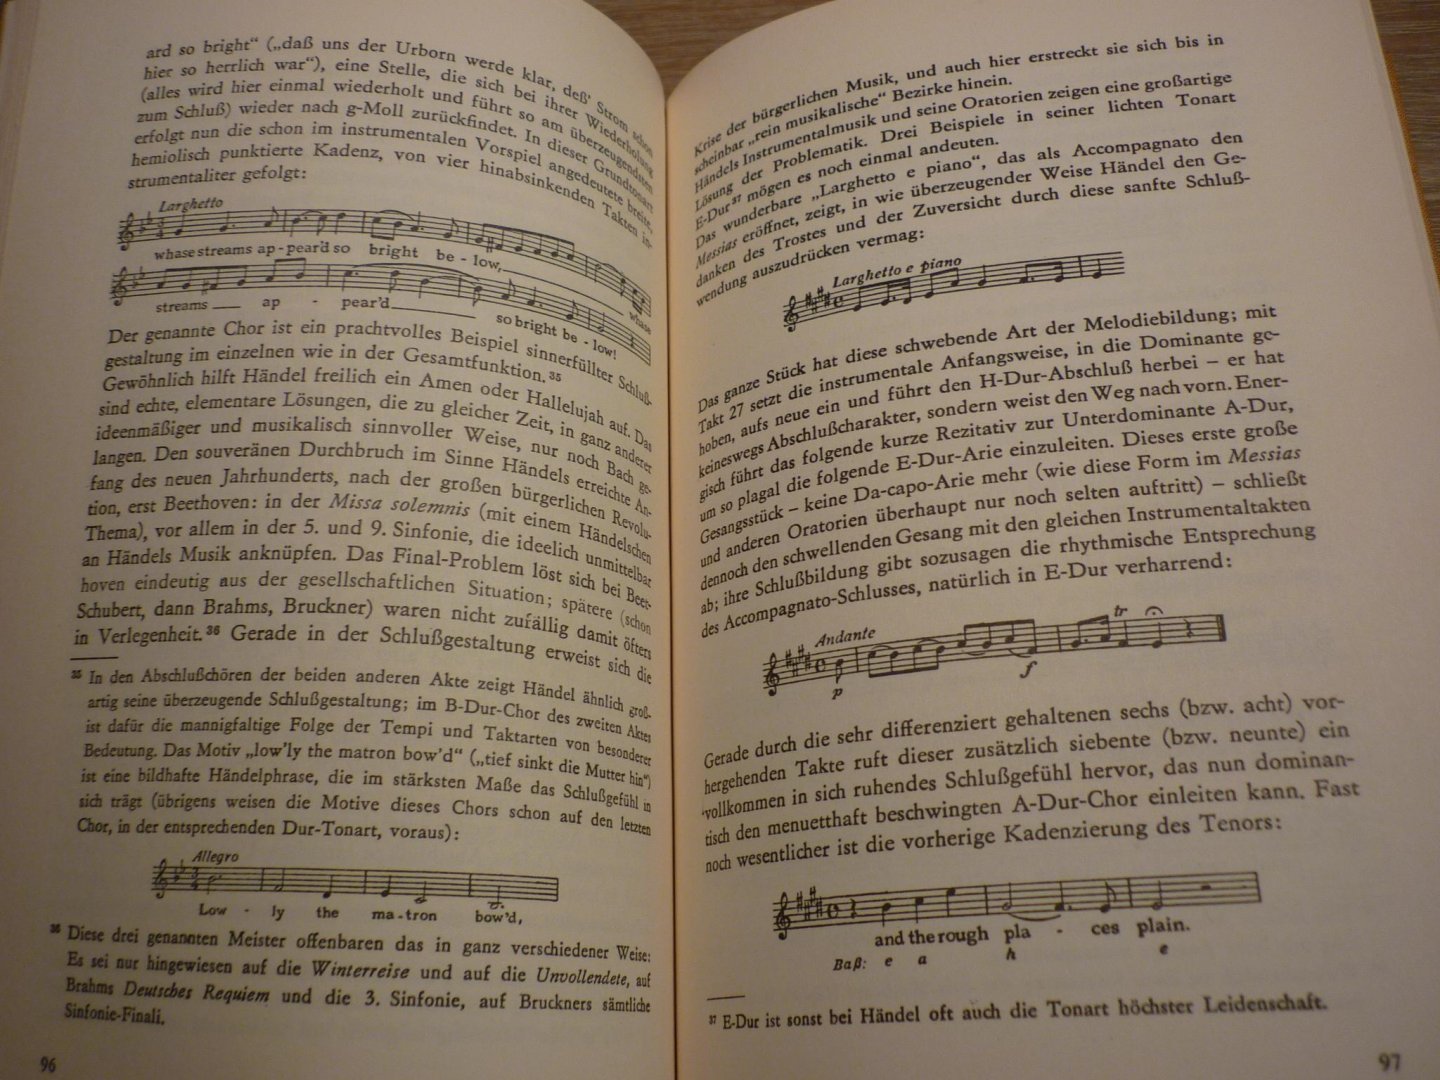 ard so bright“ („daß uns der Urborn werde klar, deß’ Strom schon
hier so herrlich war“), eine Stelle, die sich bei ihrer Wiederholung
(alles wird hier einmal wiederholt und führt so am überzeugendsten
zum Schluß) wieder nach g-Moll zurückfindet. In dieser Grundtonart
erfolgt nun die schon im instrumentalen Vorspiel angedeutete breite,
hemiolisch punktierte Kadenz, von vier hinabsinkenden Takten in-
strumentaliter gefolgt:
Larghetto
whase streams ap-pear'd so bright be-low, whase
streams ap - pear'd so bright be-low!
Der genannte Chor ist ein prachtvolles Beispiel sinnerfüllter Schluß-
gestaltung im einzelnen wie in der Gesamtfunktion.³⁵
Gewöhnlich hilft Händel freilich ein Amen oder Hallelujah auf. Das
sind echte, elementare Lösungen, die zu gleicher Zeit, in ganz anderer
ideenmäßiger und musikalisch sinnvoller Weise, nur noch Bach ge-
langen. Den souveränen Durchbruch im Sinne Händels erreichte An-
fang des neuen Jahrhunderts, nach der großen bürgerlichen Revolu-
tion, erst Beethoven: in der Missa solemnis (mit einem Händelschen
Thema), vor allem in der 5. und 9. Sinfonie, die ideelich unmittelbar
an Händels Musik anknüpfen. Das Final-Problem löst sich bei Beet-
hoven eindeutig aus der gesellschaftlichen Situation; spätere (schon
Schubert, dann Brahms, Bruckner) waren nicht zufällig damit öfters
in Verlegenheit.³⁶ Gerade in der Schlußgestaltung erweist sich die
³⁵ In den Abschlußchören der beiden anderen Akte zeigt Händel ähnlich groß-
artig seine überzeugende Schlußgestaltung; im B-Dur-Chor des zweiten Aktes
ist dafür die mannigfaltige Folge der Tempi und Taktarten von besonderer
Bedeutung. Das Motiv „low'ly the matron bow'd“ („tief sinkt die Mutter hin“)
ist eine bildhafte Händelphrase, die im stärksten Maße das Schlußgefühl in
sich trägt (übrigens weisen die Motive dieses Chors schon auf den letzten
Chor, in der entsprechenden Dur-Tonart, voraus):
Allegro
Low - ly the ma-tron bow'd,
³⁶ Diese drei genannten Meister offenbaren das in ganz verschiedener Weise:
Es sei nur hingewiesen auf die Winterreise und auf die Unvollendete, auf
Brahms Deutsches Requiem und die 3. Sinfonie, auf Bruckners sämtliche
Sinfonie-Finali.
96
Krise der bürgerlichen Musik, und auch hier erstreckt sie sich bis in
scheinbar „rein musikalische“ Bezirke hinein.
Händels Instrumentalmusik und seine Oratorien zeigen eine großartige
Lösung der Problematik. Drei Beispiele in seiner lichten Tonart
E-Dur³⁷ mögen es noch einmal andeuten.
Das wunderbare „Larghetto e piano“, das als Accompagnato den
Messias eröffnet, zeigt, in wie überzeugender Weise Händel den Ge-
danken des Trostes und der Zuversicht durch diese sanfte Schluß-
wendung auszudrücken vermag:
Larghetto e piano
Das ganze Stück hat diese schwebende Art der Melodiebildung; mit
Takt 27 setzt die instrumentale Anfangsweise, in die Dominante ge-
hoben, aufs neue ein und führt den H-Dur-Abschluß herbei – er hat
keineswegs Abschlußcharakter, sondern weist den Weg nach vorn. Ener-
gisch führt das folgende kurze Rezitativ zur Unterdominante A-Dur,
um so plagal die folgende E-Dur-Arie einzuleiten. Dieses erste große
Gesangsstück – keine Da-capo-Arie mehr (wie diese Form im Messias
und anderen Oratorien überhaupt nur noch selten auftritt) – schließt
dennoch den schwellenden Gesang mit den gleichen Instrumentaltakten
ab; ihre Schlußbildung gibt sozusagen die rhythmische Entsprechung
des Accompagnato-Schlusses, natürlich in E-Dur verharrend:
Andante
tr
p f
Gerade durch die sehr differenziert gehaltenen sechs (bzw. acht) vor-
hergehenden Takte ruft dieser zusätzlich siebente (bzw. neunte) ein
vollkommen in sich ruhendes Schlußgefühl hervor, das nun dominan-
tisch den menuetthaft beschwingten A-Dur-Chor einleiten kann. Fast
noch wesentlicher ist die vorherige Kadenzierung des Tenors:
and the rough pla - ces plain.
Baß: e a h e
³⁷ E-Dur ist sonst bei Händel oft auch die Tonart höchster Leidenschaft.
97